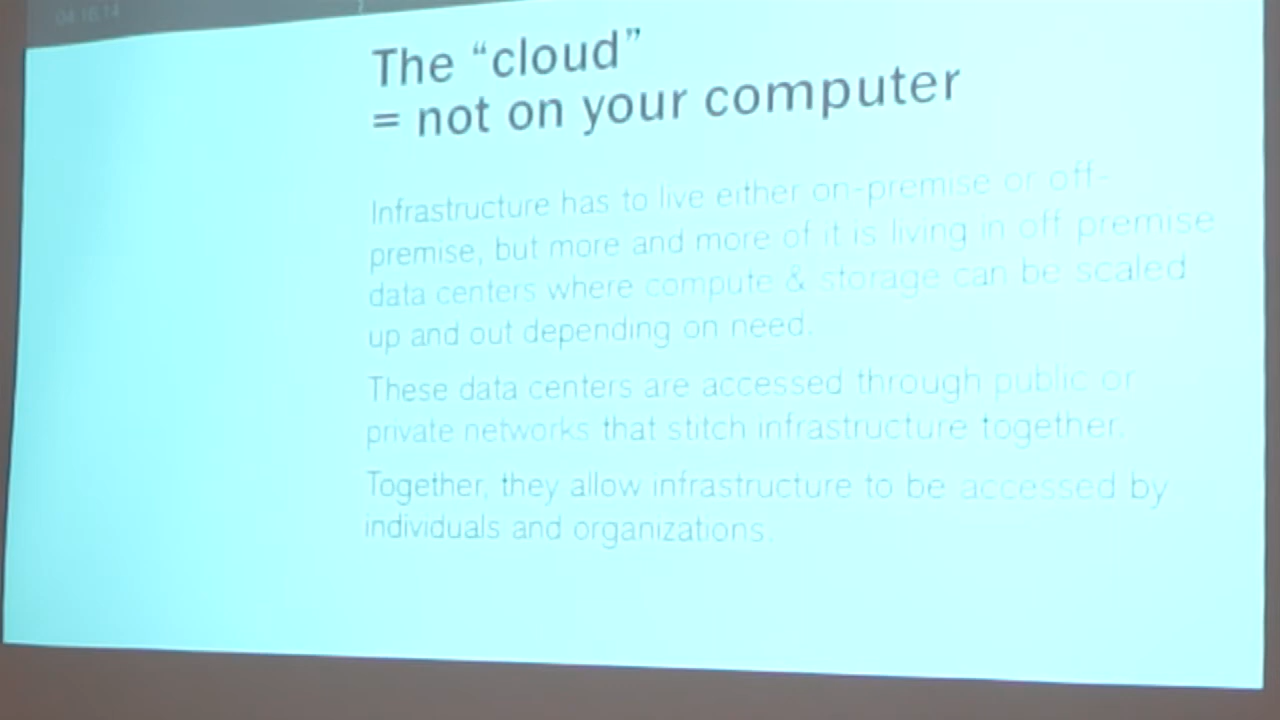 04.16.14
The “cloud”
= not on your computer
Infrastructure has to live either on-premise or off-
premise, but more and more of it is living in off premise
data centers where compute & storage can be scaled
up and out depending on need.
These data centers are accessed through public or
private networks that stitch infrastructure together.
Together, they allow infrastructure to be accessed by
individuals and organizations.